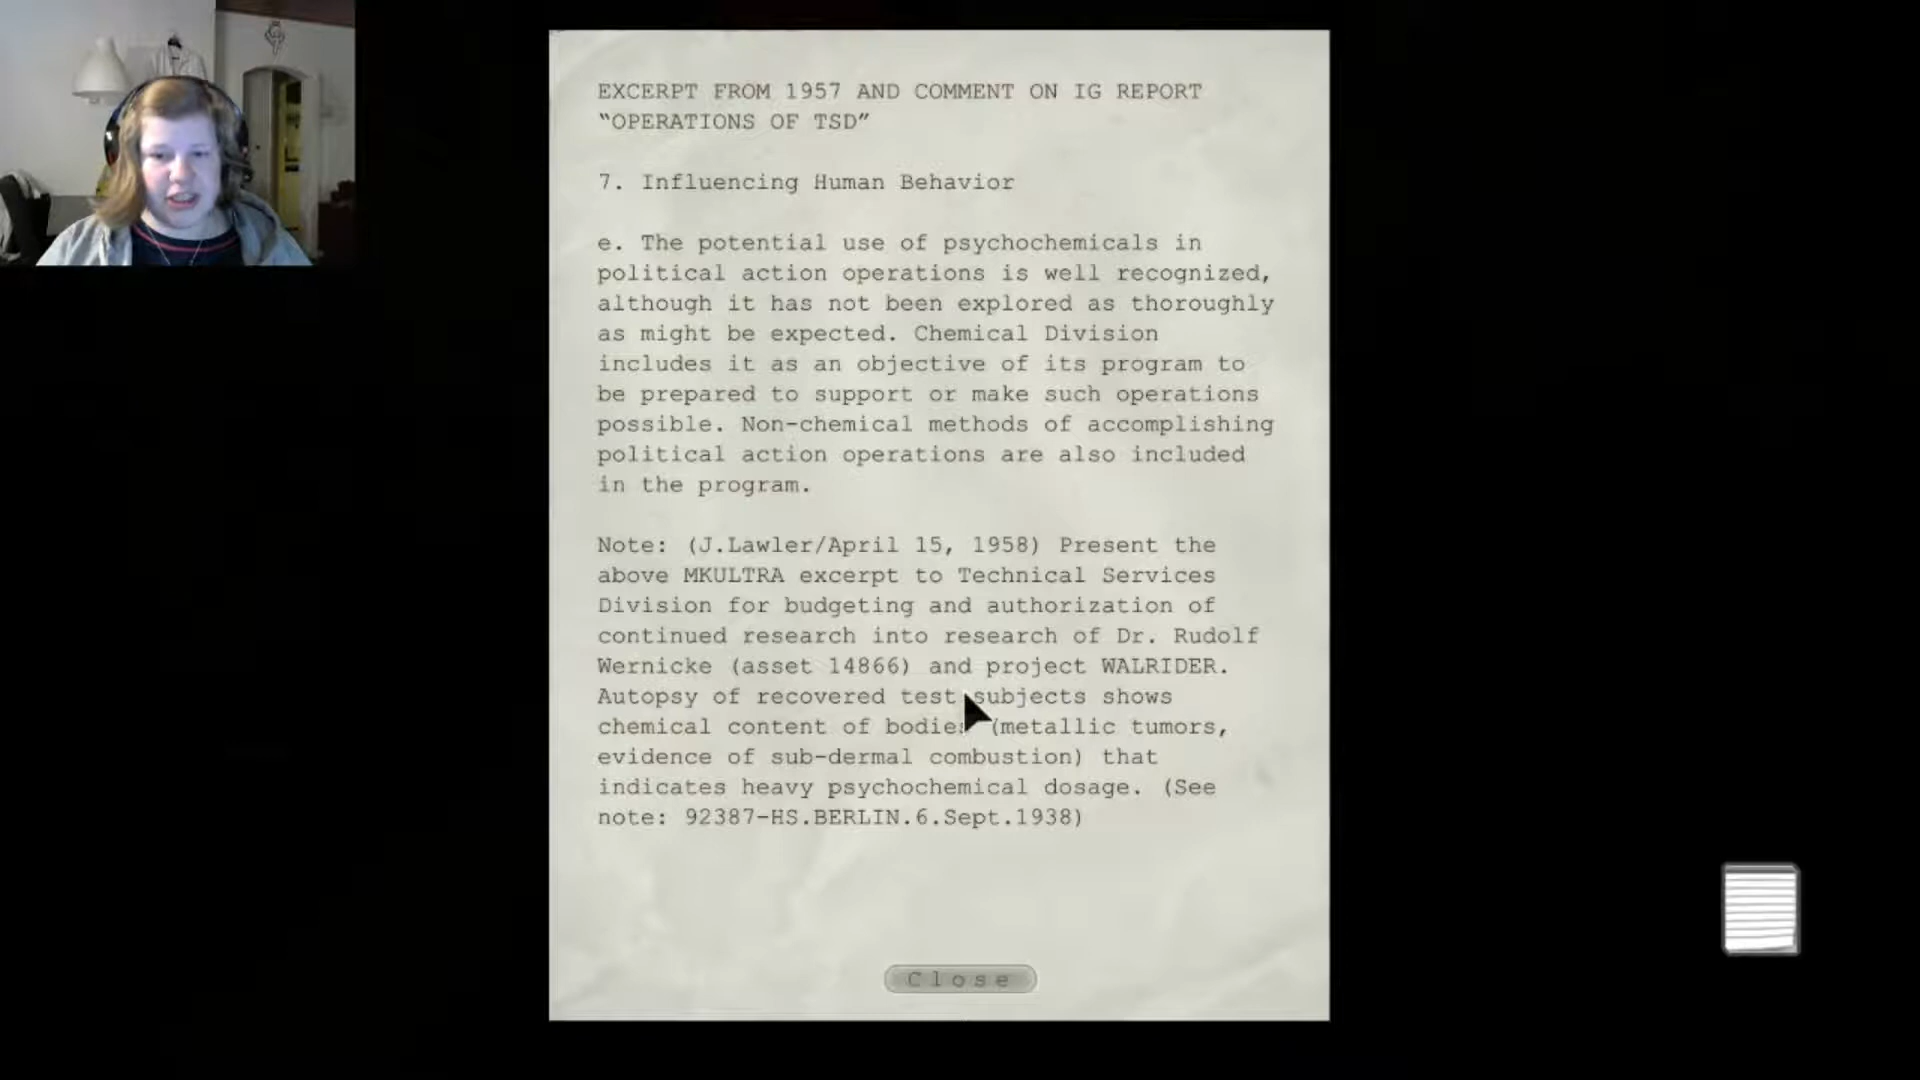 EXCERPT FROM 1957 AND COMMENT ON IG REPORT
“OPERATIONS OF TSD”
7. Influencing Human Behavior
e. The potential use of psychochemicals in
political action operations is well recognized,
although it has not been explored as thoroughly
as might be expected. Chemical Division
includes it as an objective of its program to
be prepared to support or make such operations
possible. Non-chemical methods of accomplishing
political action operations are also included
in the program.
Note: (J.Lawler/April 15, 1958) Present the
above MKULTRA excerpt to Technical Services
Division for budgeting and authorization of
continued research into research of Dr. Rudolf
Wernicke (asset 14866) and project WALRIDER.
Autopsy of recovered test subjects shows
chemical content of bodies (metallic tumors,
evidence of sub-dermal combustion) that
indicates heavy psychochemical dosage. (See
note: 92387-HS.BERLIN.6.Sept.1938)
Close